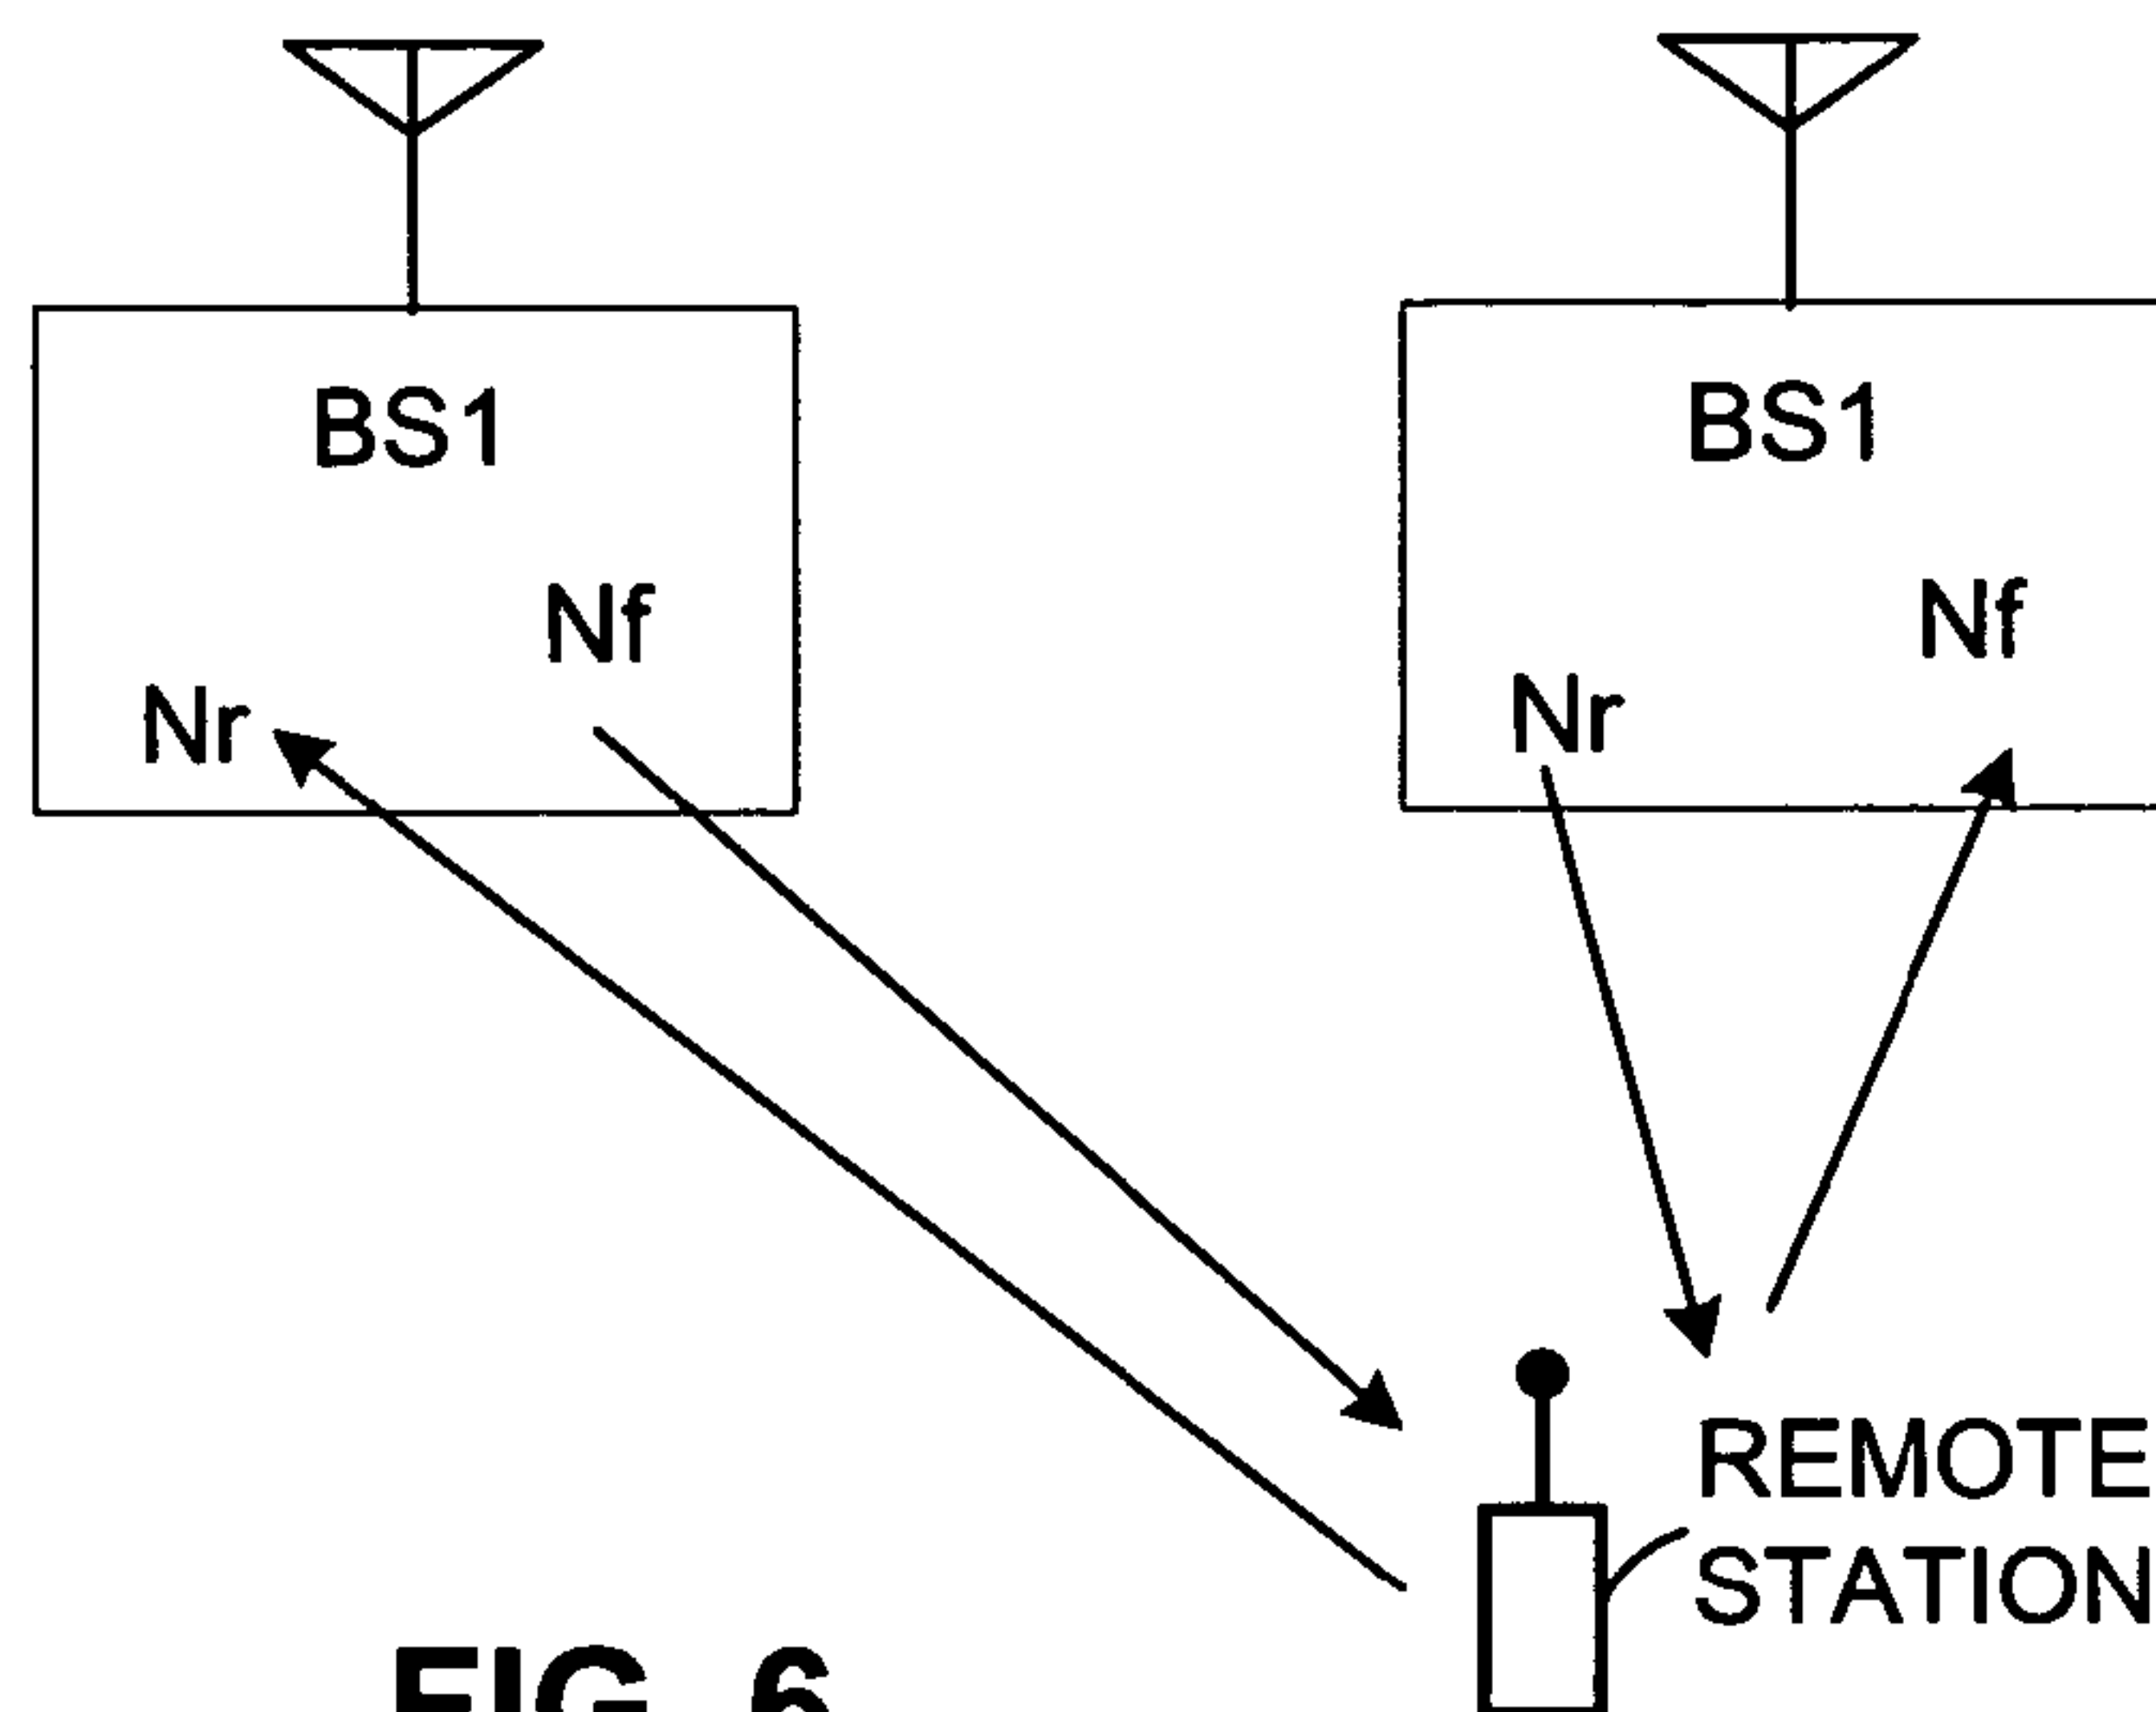 BS1
Nf
Nr
BS1
Nf
Nr
REMOTE
STATION
FIG. 6